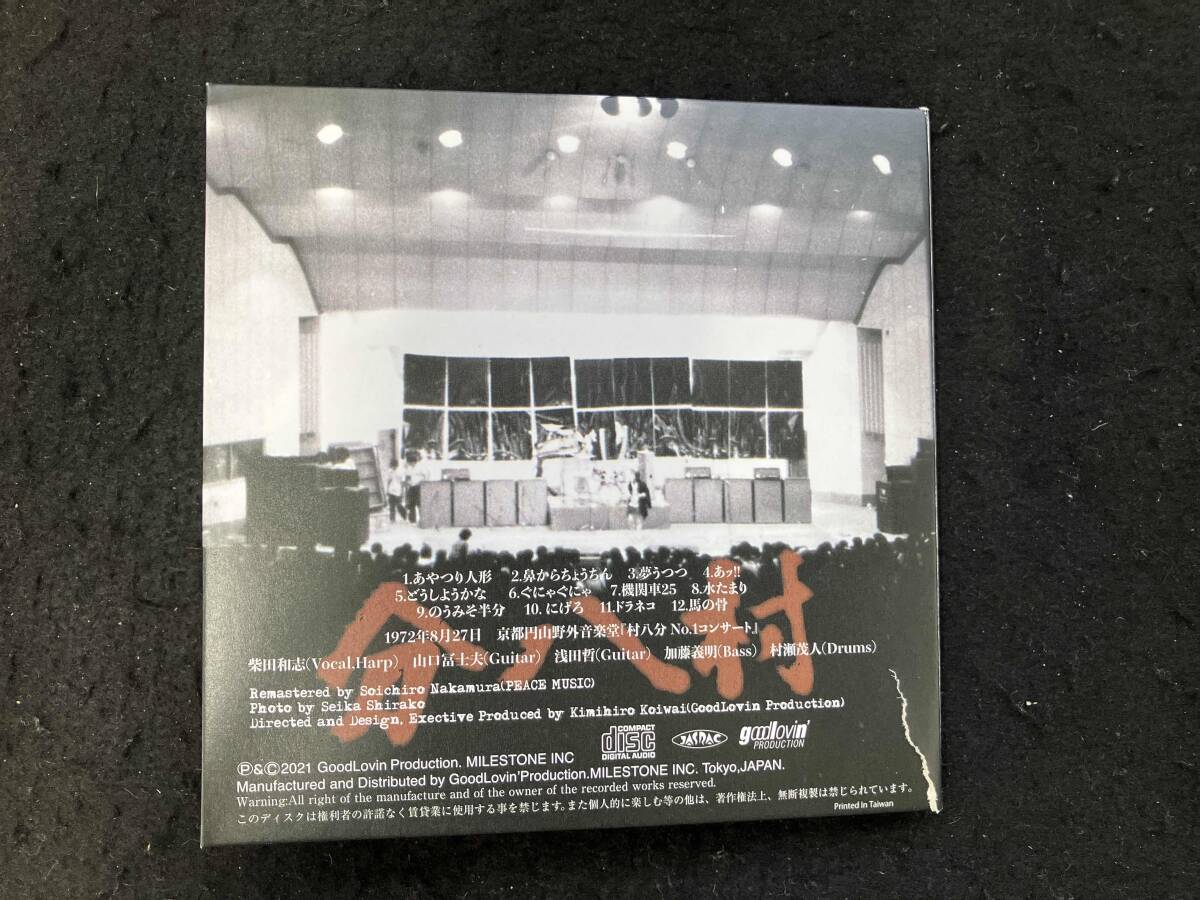 1.あやつり人形 2.鼻からちょうちん 3.夢うつつ 4.あッ!!
5.どうしようかな 6.ぐにゃぐにゃ 7.機関車25 8.水たまり
9.のうみそ半分 10.にげろ 11.ドラネコ 12.馬の骨
分八村
1972年8月27日 京都円山野外音楽堂『村八分 No.1コンサート』
柴田和志(Vocal.Harp) 山口冨士夫(Guitar) 浅田哲(Guitar) 加藤義明(Bass) 村瀬茂人(Drums)
Remastered by Soichiro Nakamura(PEACE MUSIC)
Photo by Seika Shirako
Directed and Design, Exective Produced by Kimihiro Koiwai(GoodLovin Production)
COMPACT disc DIGITAL AUDIO JASRAC goodlovin' PRODUCTION
Ⓟ&Ⓒ2021 GoodLovin Production. MILESTONE INC
Manufactured and Distributed by GoodLovin'Production.MILESTONE INC. Tokyo,JAPAN.
Warning:All right of the manufacture and of the owner of the recorded works reserved.
このディスクは権利者の許諾なく賃貸業に使用する事を禁じます。また個人的に楽しむ等の他は、著作権法上、無断複製は禁じられています。
Printed In Taiwan